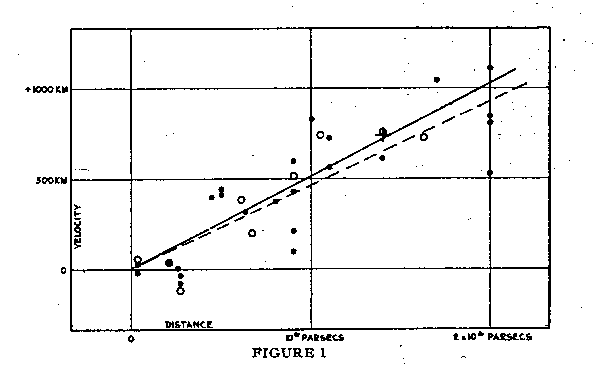 +1000 KM
500 KM
0
VELOCITY
DISTANCE
0
10⁶ PARSECS
2 x 10⁶ PARSECS
FIGURE 1